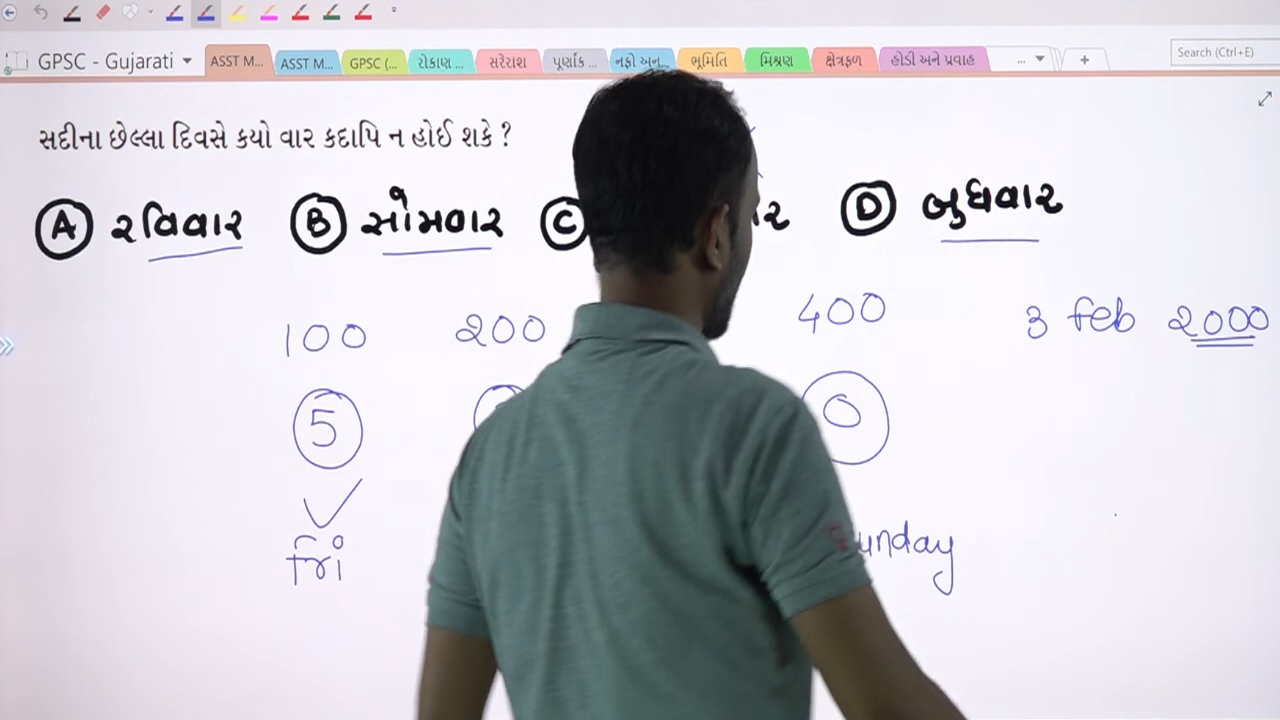 GPSC - Gujarati ASST M... ASST M... GPSC (... રોકાણ ... સરેરાશ પૂર્ણાંક ... નફો અને... ભૂમિતિ મિશ્રણ ક્ષેત્રફળ હોડી અને પ્રવાહ ... + Search (Ctrl+E)
સદીના છેલ્લા દિવસે કયો વાર કદાપિ ન હોઈ શકે ?
A રવિવાર B સોમવાર C ાર D બુધવાર
100 200 400 3 feb 2000
5 0
fri Sunday